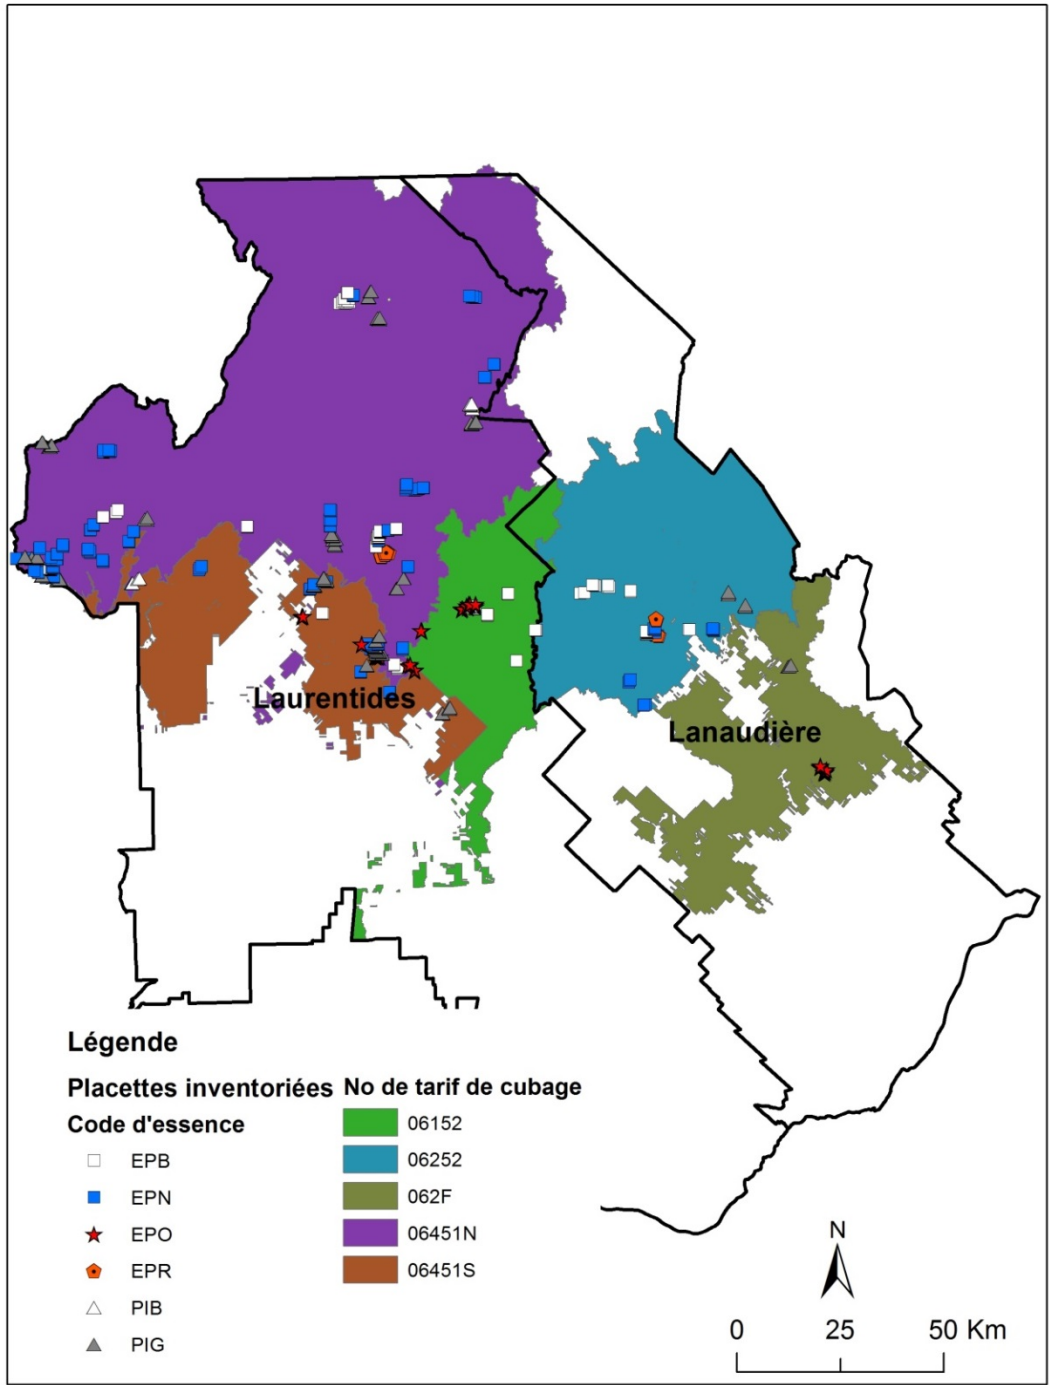 Laurentides
Lanaudière
Légende
Placettes inventoriées No de tarif de cubage
Code d'essence
06152
EPB
06252
EPN
062F
EPO
06451N
EPR
06451S
PIB
PIG
N
0 25 50 Km